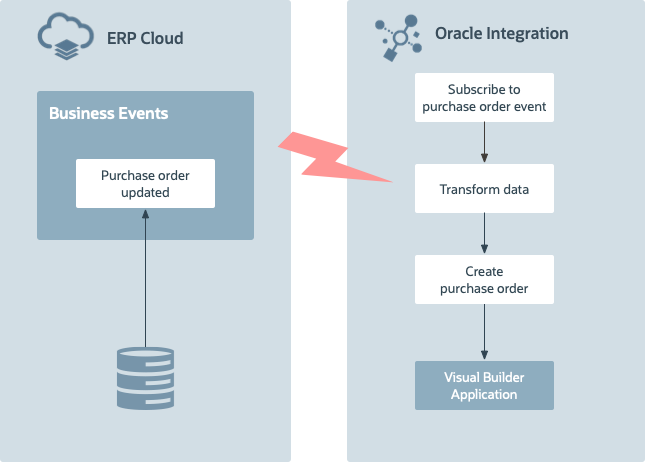 ERP Cloud
Business Events
Purchase order
updated
Oracle Integration
Subscribe to
purchase order event
Transform data
Create
purchase order
Visual Builder
Application